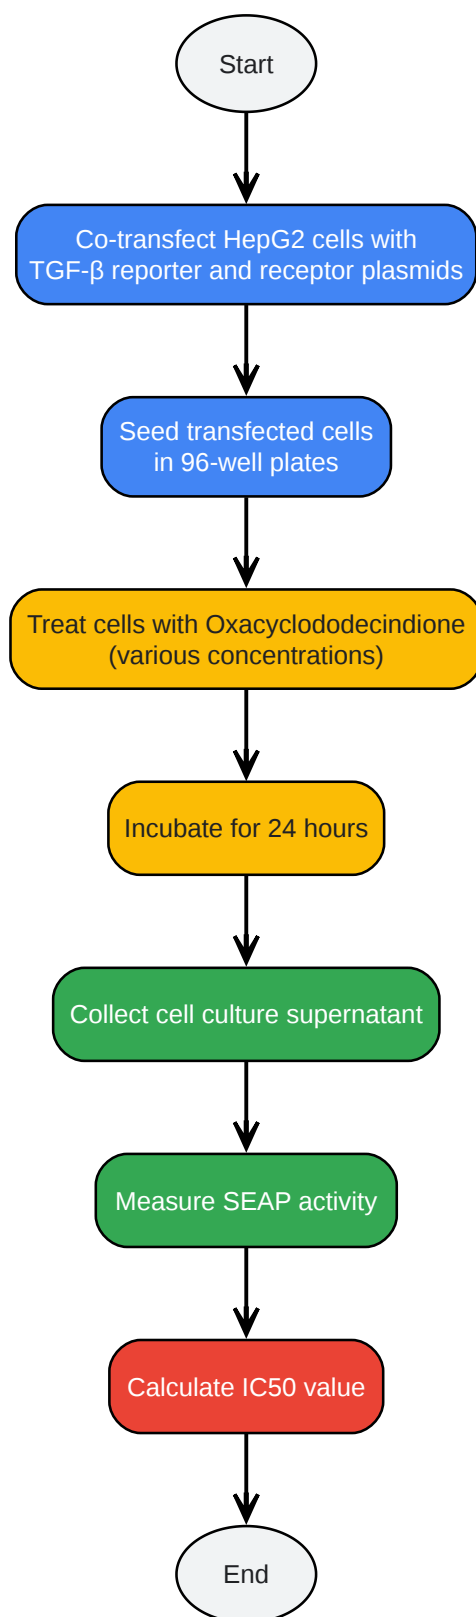 Start
Co-transfect HepG2 cells with
TGF-β reporter and receptor plasmids
Seed transfected cells
in 96-well plates
Treat cells with Oxacyclododecindione
(various concentrations)
Incubate for 24 hours
Collect cell culture supernatant
Measure SEAP activity
Calculate IC50 value
End